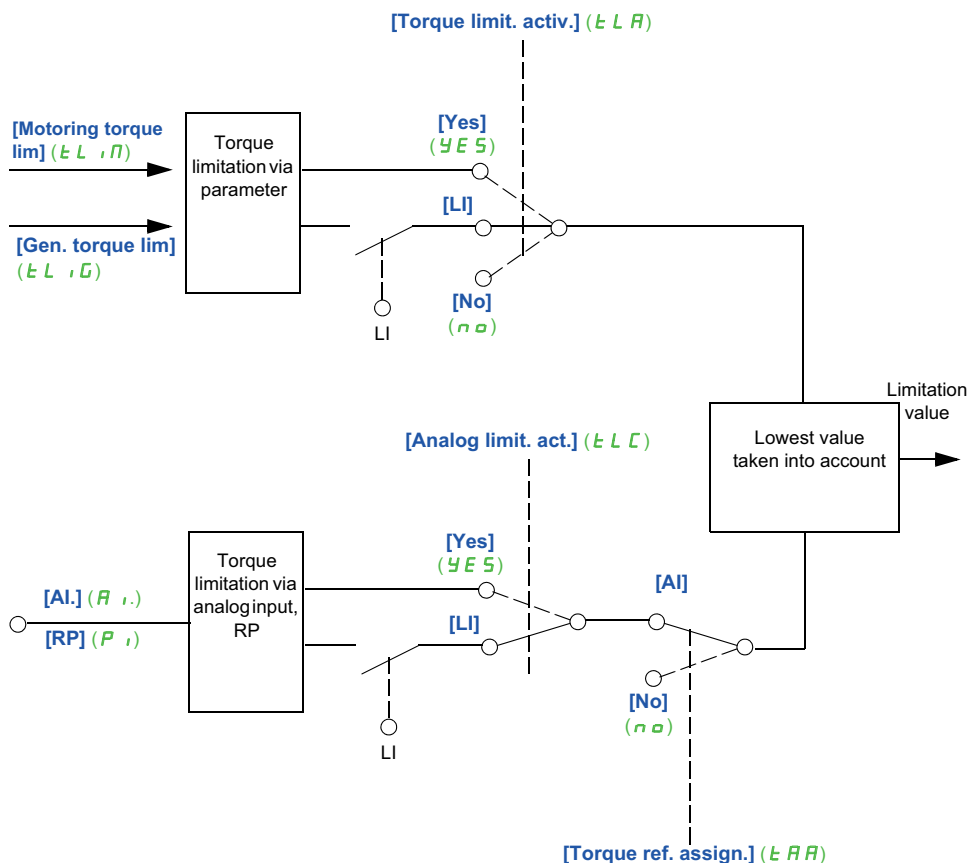 [Torque limit. activ.] (tLA)
[Motoring torque
lim] (tLIM)
Torque
limitation via
parameter
[Yes]
(YES)
[LI]
[Gen. torque lim]
(tLIG)
[No]
(nO)
LI
Limitation
value
Lowest value
taken into account
[Analog limit. act.] (tLC)
Torque
limitation via
analog input,
RP
[Yes]
(YES)
[AI.] (AI.)
[RP] (PI)
[LI]
[AI]
[No]
(nO)
LI
[Torque ref. assign.] (tAA)